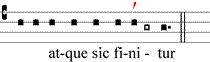 at-que sic fi-ni - tur